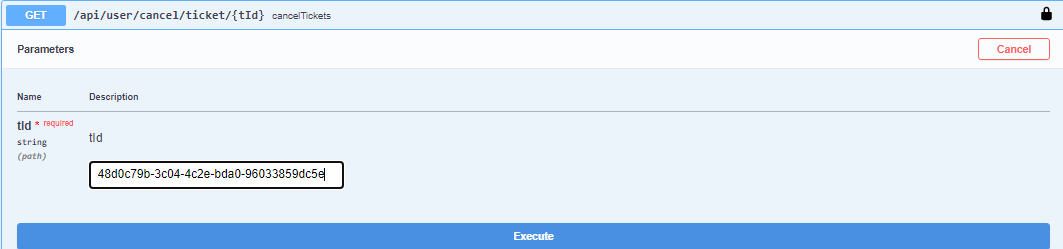 GET /api/user/cancel/ticket/{tId} cancelTickets
Parameters Cancel
Name Description
tId * required
string
(path)
tId
48d0c79b-3c04-4c2e-bda0-96033859dc5e
Execute